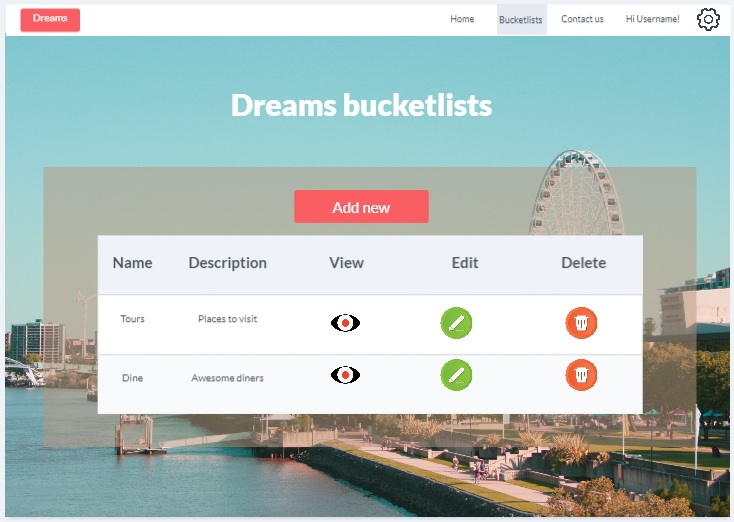 Dreams
Home Bucketlists Contact us Hi Username!
Dreams bucketlists
Add new
Name Description View Edit Delete
Tours Places to visit
Dine Awesome diners